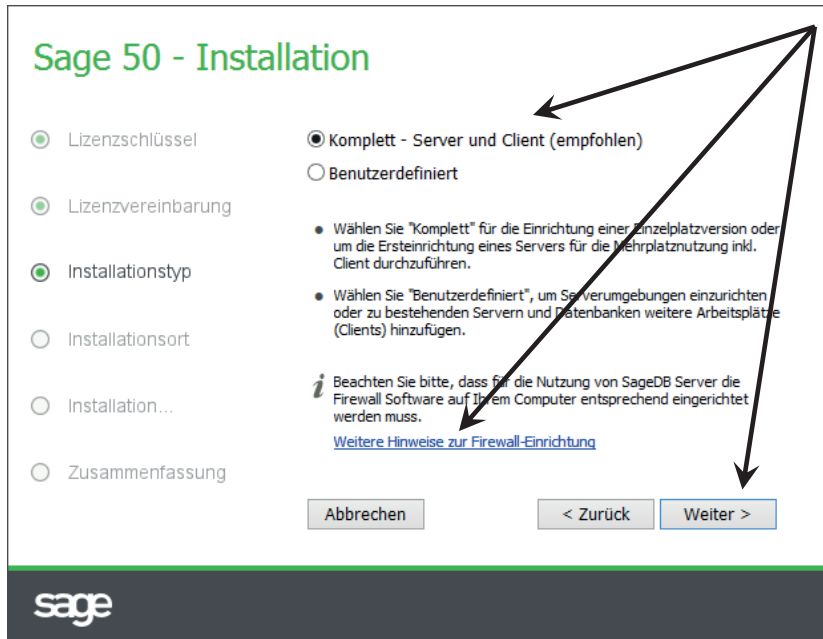 Sage 50 - Installation
Lizenzschlüssel
Lizenzvereinbarung
Installationstyp
Installationsort
Installation...
Zusammenfassung
Komplett - Server und Client (empfohlen)
Benutzerdefiniert
Wählen Sie "Komplett" für die Einrichtung einer Einzelplatzversion oder
um die Ersteinrichtung eines Servers für die Mehrplatznutzung inkl.
Client durchzuführen.
Wählen Sie "Benutzerdefiniert", um Serverumgebungen einzurichten
oder zu bestehenden Servern und Datenbanken weitere Arbeitsplätze
(Clients) hinzufügen.
Beachten Sie bitte, dass für die Nutzung von SageDB Server die
Firewall Software auf Ihrem Computer entsprechend eingerichtet
werden muss.
Weitere Hinweise zur Firewall-Einrichtung
Abbrechen
< Zurück
Weiter >
sage